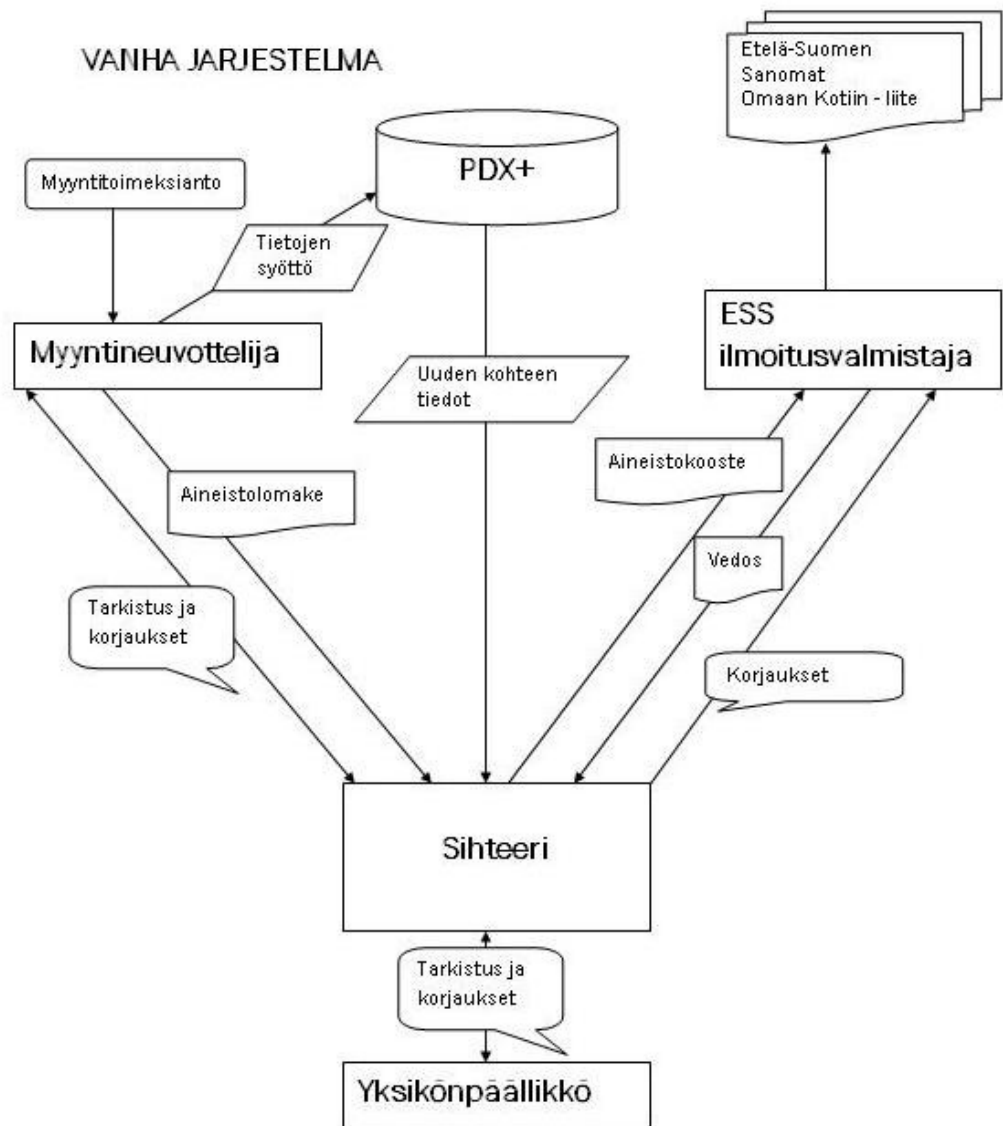 VANHA JARJESTELMA
Etelä-Suomen
Sanomat
Omaan Kotiin - liite
PDX+
Myyntitoimeksianto
Tietojen
syöttö
Myyntineuvottelija
ESS
ilmoitusvalmistaja
Uuden kohteen
tiedot
Aineistolomake
Aineistokooste
Vedos
Tarkistus ja
korjaukset
Korjaukset
Sihteeri
Tarkistus ja
korjaukset
Yksikönpäällikkö